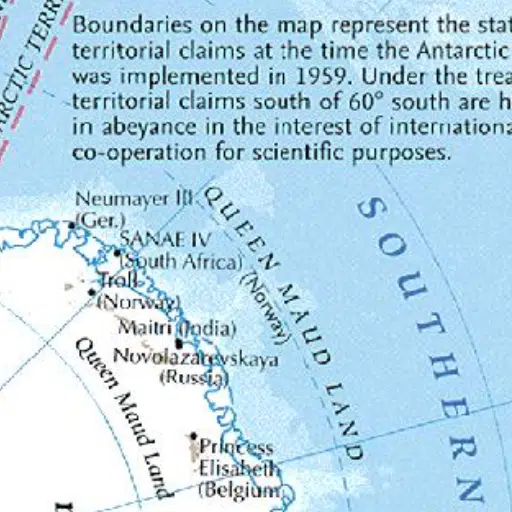 Boundaries on the map represent the stat
territorial claims at the time the Antarctic
was implemented in 1959. Under the trea
territorial claims south of 60° south are h
in abeyance in the interest of internationa
co-operation for scientific purposes.
ARCTIC TERRI
Neumayer III
(Ger.)
SANAE IV
(South Africa)
Troll
(Norway)
Maitri (India)
Novolazarevskaya
(Russia)
QUEEN MAUD LAND
(Norway)
Queen Maud Land
SOUTHERN
Princess
Elisabeth
(Belgium